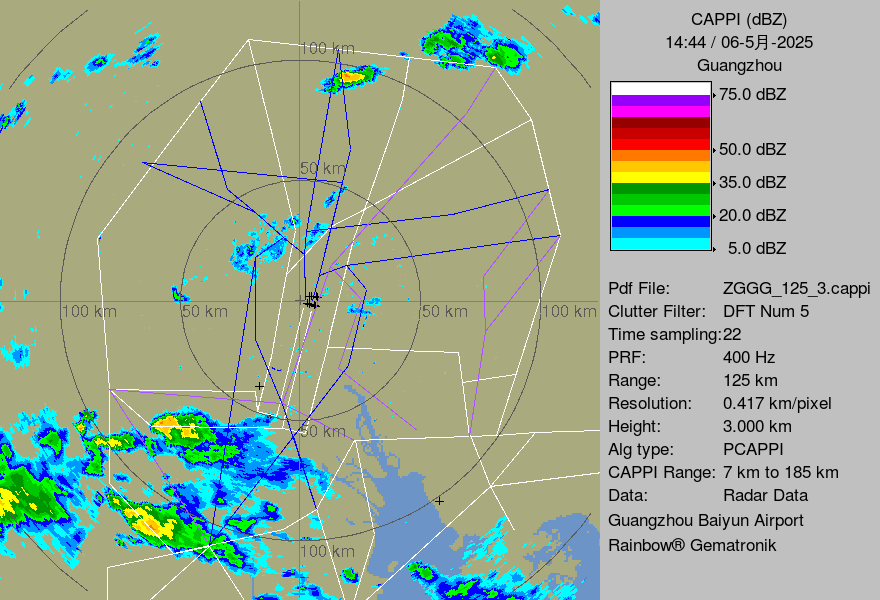 CAPPI (dBZ)
14:44 / 06-5月-2025
Guangzhou
75.0 dBZ
50.0 dBZ
35.0 dBZ
20.0 dBZ
5.0 dBZ
Pdf File: ZGGG_125_3.cappi
Clutter Filter: DFT Num 5
Time sampling:22
PRF: 400 Hz
Range: 125 km
Resolution: 0.417 km/pixel
Height: 3.000 km
Alg type: PCAPPI
CAPPI Range: 7 km to 185 km
Data: Radar Data
Guangzhou Baiyun Airport
Rainbow® Gematronik
100 km
50 km
100 km
50 km
50 km
100 km
50 km
100 km